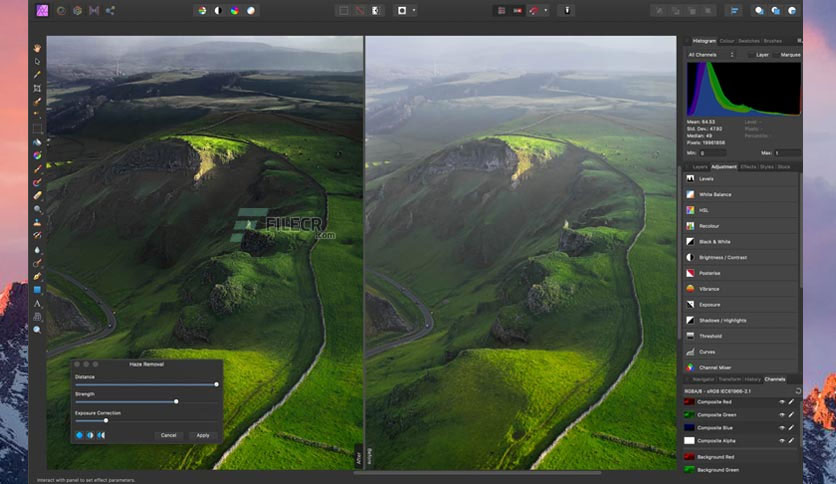 Histogram Colour Swatches Brushes
All Channels Layer Marquee
Mean: 64.53 Level: -
Std. Dev.: 47.92 Pixels: -
Median: 49 Percentile: -
Pixels: 19961856
Min: 0 Max: 1
Layers Adjustment Effects Styles Stock
Levels
White Balance
HSL
Recolour
Black & White
Brightness / Contrast
Posterise
Vibrance
Exposure
Shadows / Highlights
Threshold
Curves
Channel Mixer
Navigator Transform History Channels
RGBA/8 - sRGB IEC61966-2.1
Composite Red
Composite Green
Composite Blue
Composite Alpha
Background Red
Background Green
FILECR
.com
Haze Removal
Distance
Strength
Exposure Correction
Cancel Apply
After
Before
Interact with panel to set effect parameters.